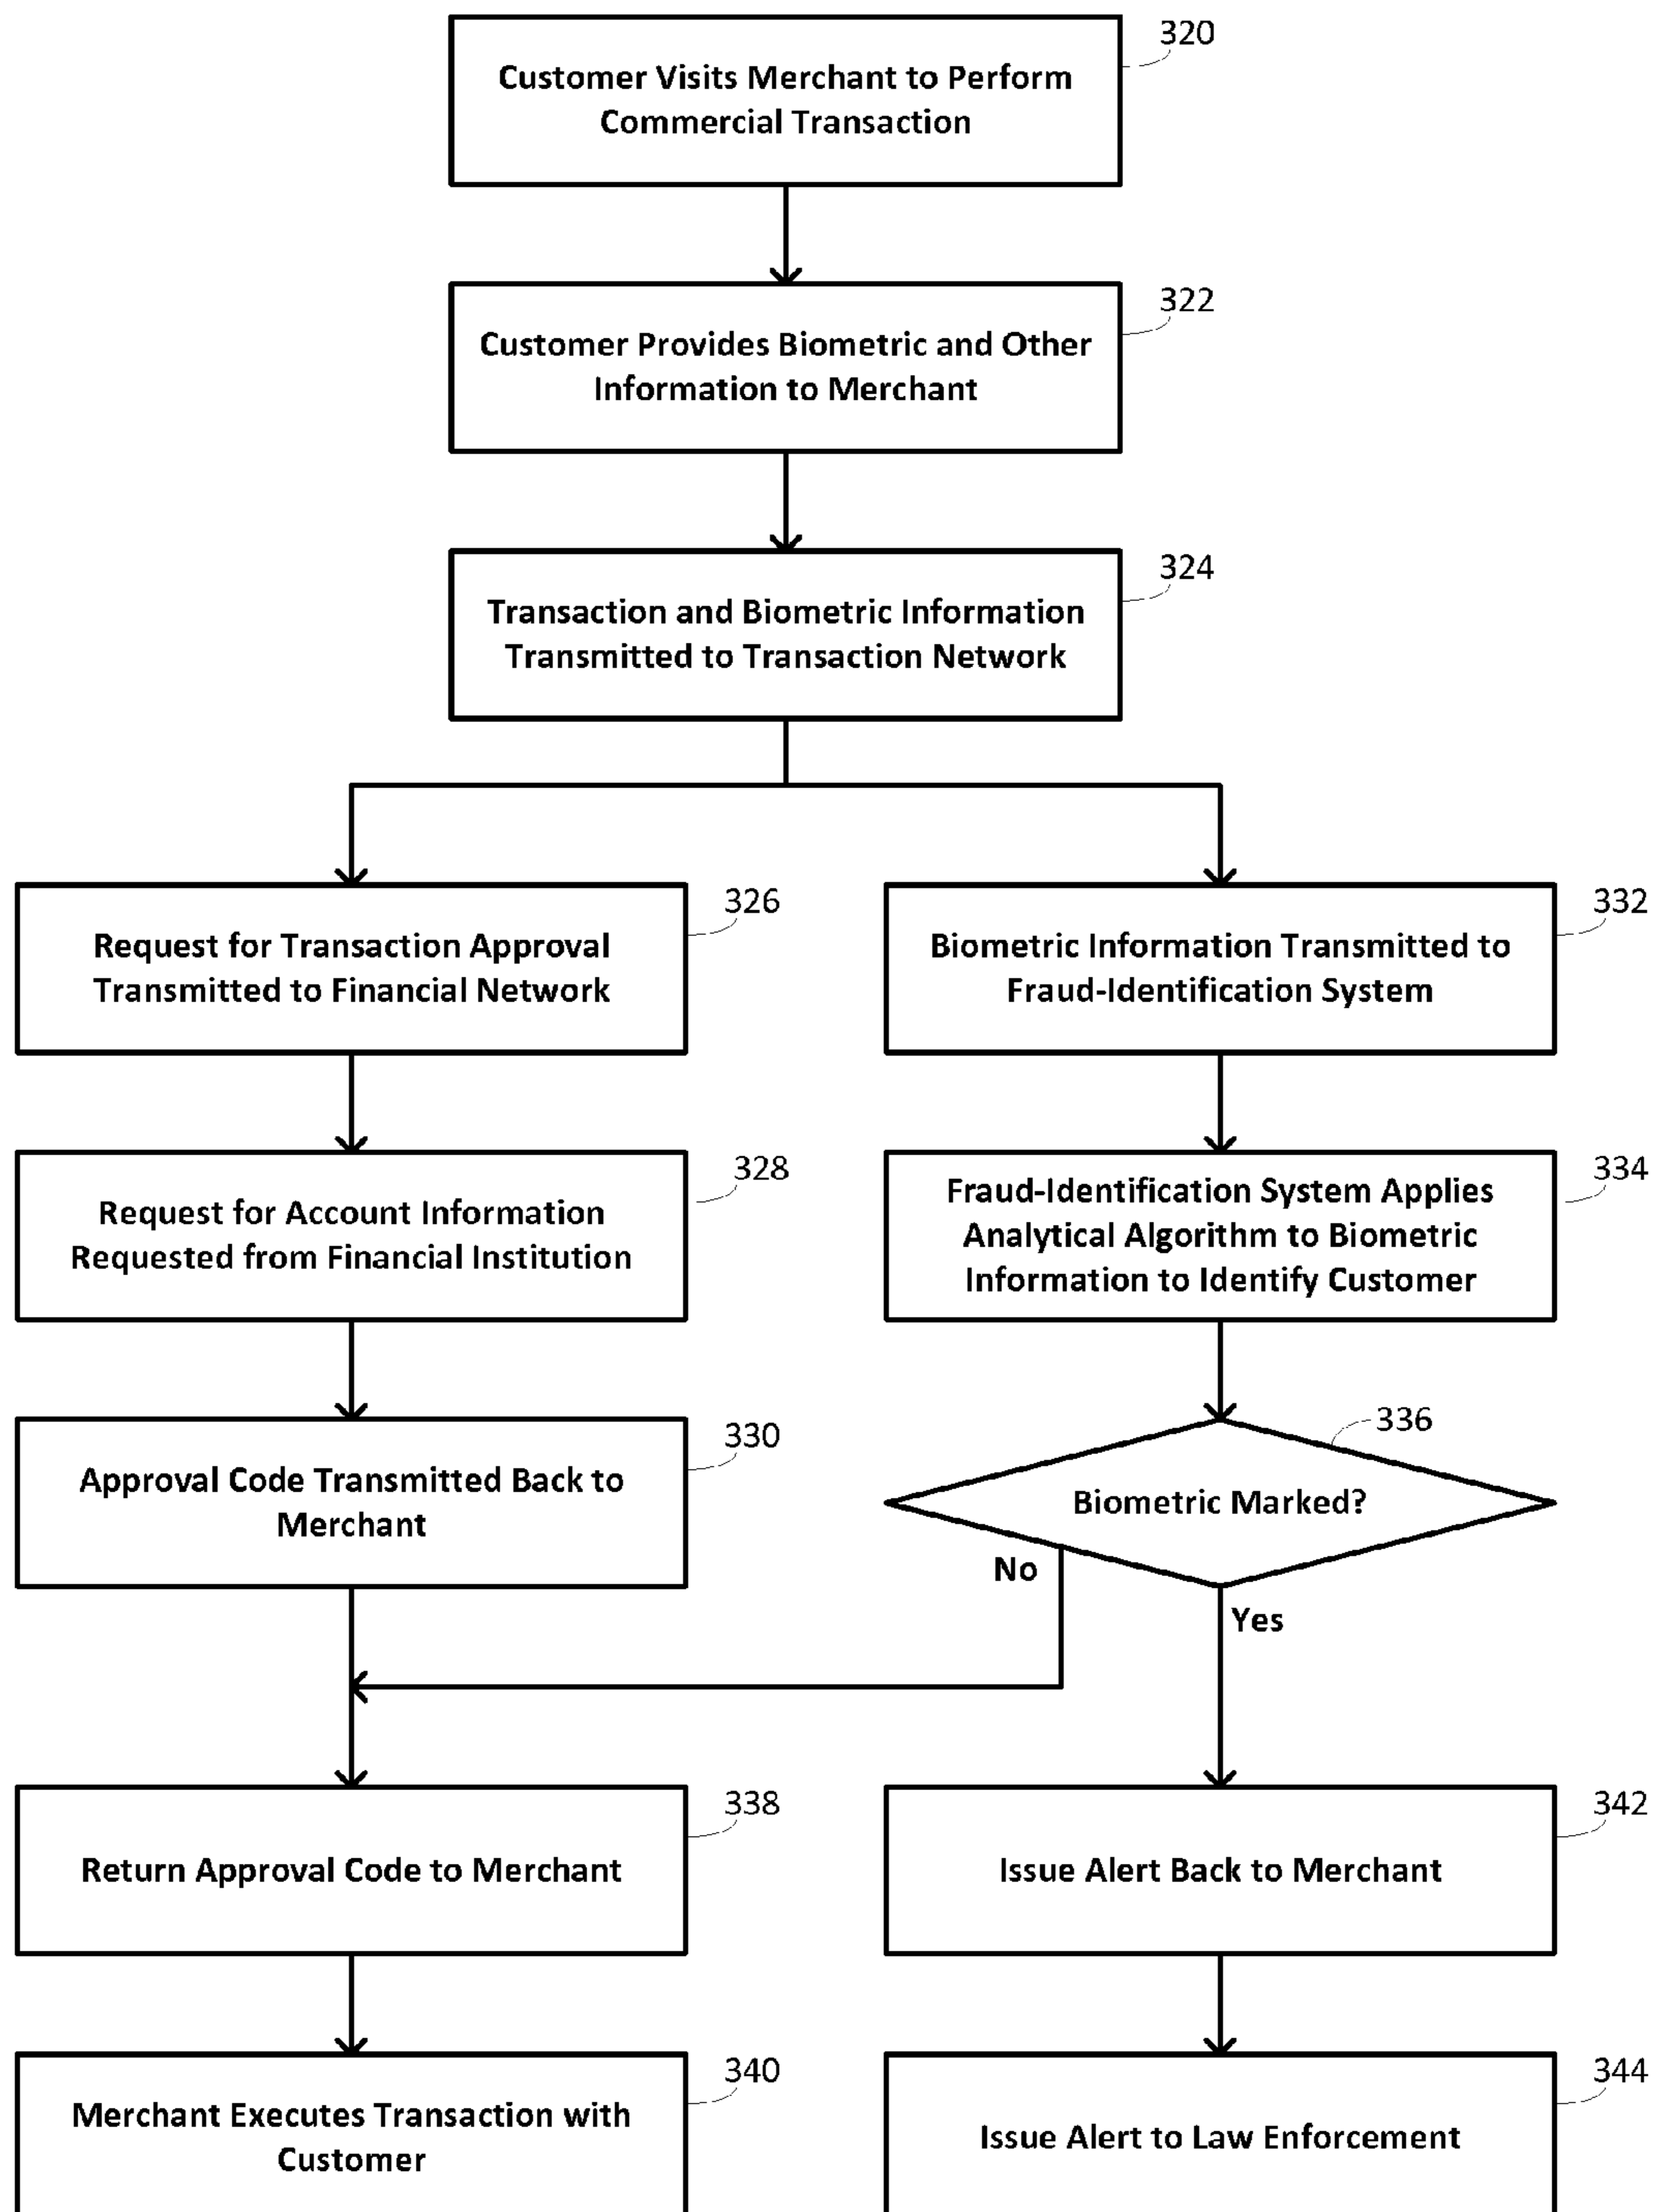 320
Customer Visits Merchant to Perform
Commercial Transaction
322
Customer Provides Biometric and Other
Information to Merchant
324
Transaction and Biometric Information
Transmitted to Transaction Network
326
Request for Transaction Approval
Transmitted to Financial Network
332
Biometric Information Transmitted to
Fraud-Identification System
328
Request for Account Information
Requested from Financial Institution
334
Fraud-Identification System Applies
Analytical Algorithm to Biometric
Information to Identify Customer
330
Approval Code Transmitted Back to
Merchant
336
Biometric Marked?
No
Yes
338
Return Approval Code to Merchant
342
Issue Alert Back to Merchant
340
Merchant Executes Transaction with
Customer
344
Issue Alert to Law Enforcement